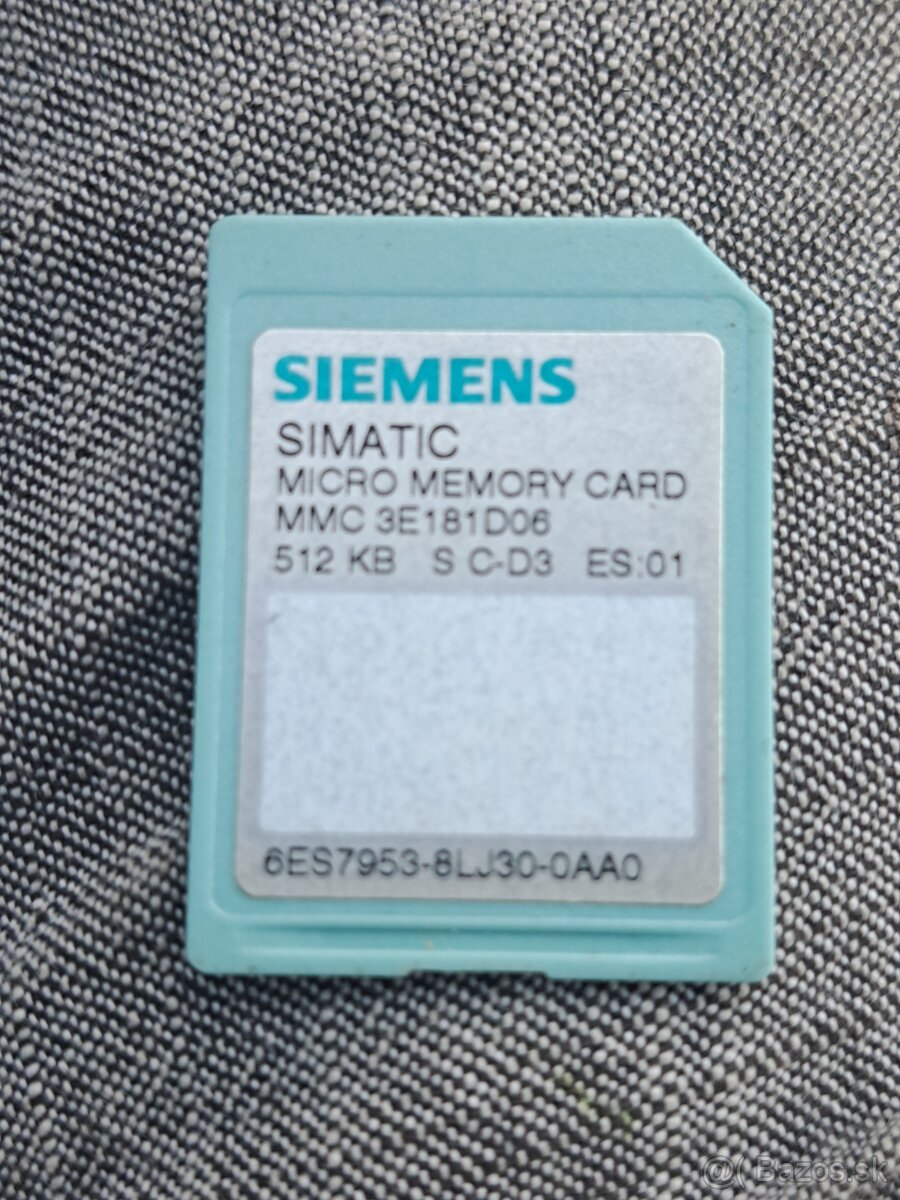 SIEMENS
SIMATIC
MICRO MEMORY CARD
MMC 3E181D06
512 KB S C-D3 ES:01
6ES7953-8LJ30-0AA0
@( Bazos.sk